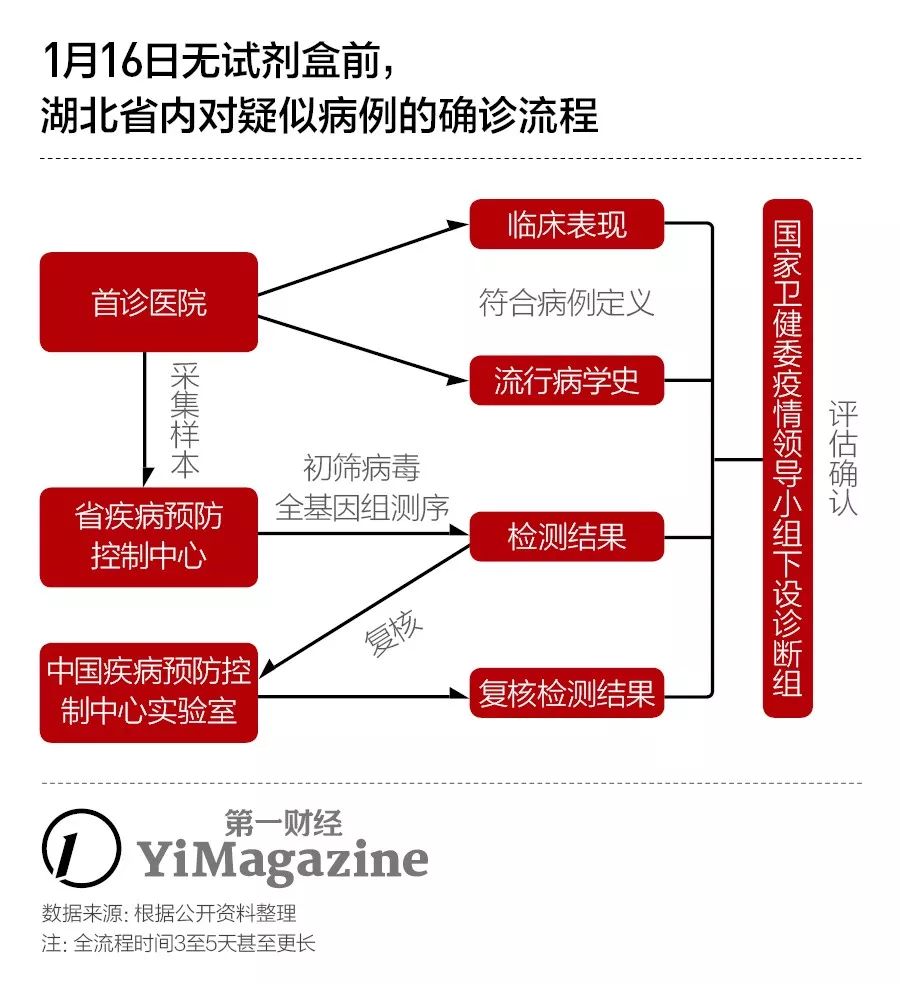 1月16日无试剂盒前，
湖北省内对疑似病例的确诊流程
首诊医院
采集样本
省疾病预防
控制中心
中国疾病预防控
制中心实验室
初筛病毒
全基因组测序
复核
临床表现
符合病例定义
流行病学史
检测结果
复核检测结果
国家卫健委疫情领导小组下设诊断组
评估确认
第一财经
YiMagazine
数据来源：根据公开资料整理
注：全流程时间3至5天甚至更长